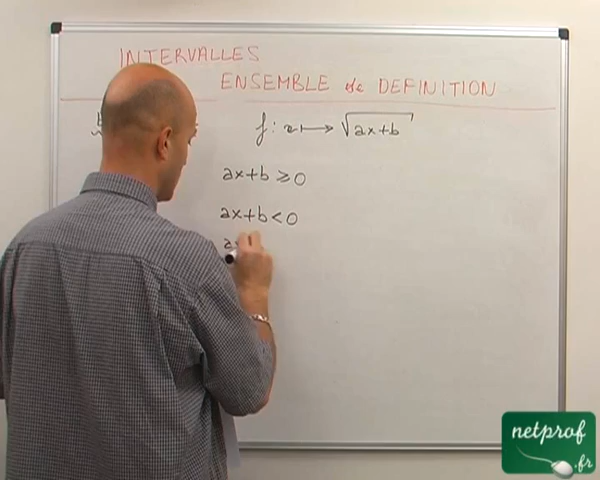 INTERVALLES
ENSEMBLE de DEFINITION
f: x ⟼ √ax+b
ax+b ≥ 0
ax+b < 0
netprof
.fr